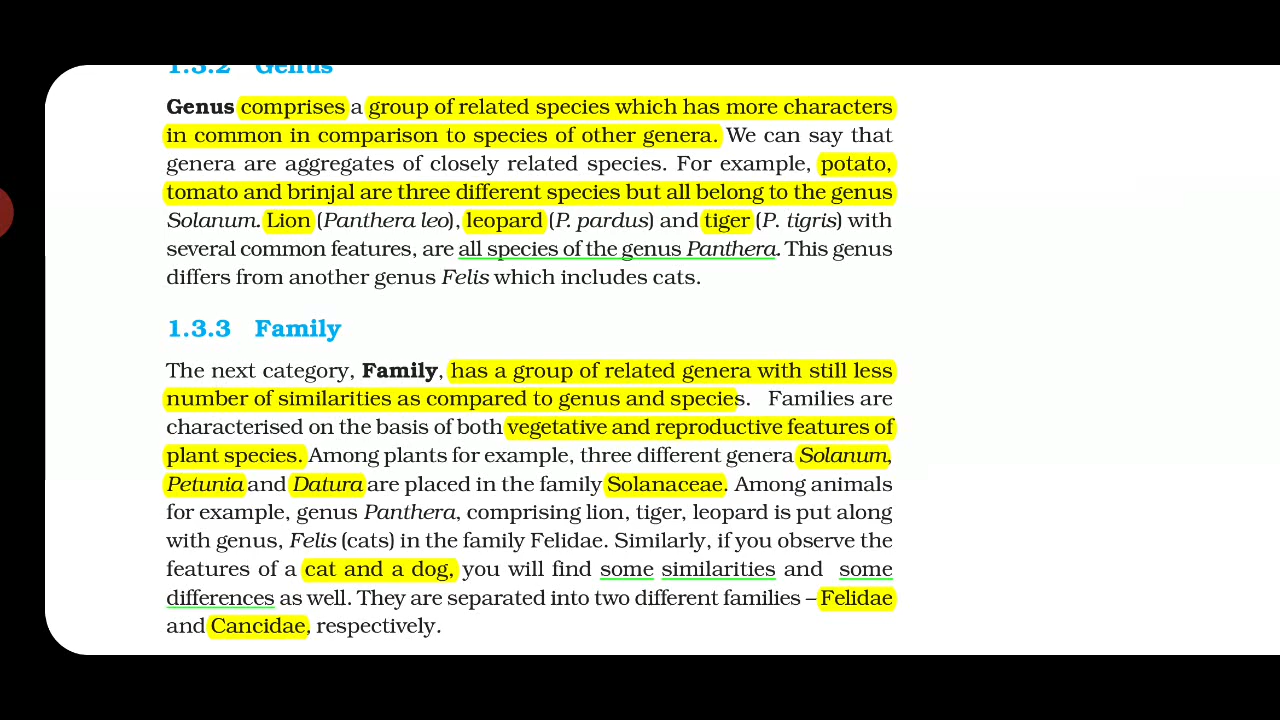 1.3.2 Genus
Genus comprises a group of related species which has more characters
in common in comparison to species of other genera. We can say that
genera are aggregates of closely related species. For example, potato,
tomato and brinjal are three different species but all belong to the genus
Solanum. Lion (Panthera leo), leopard (P. pardus) and tiger (P. tigris) with
several common features, are all species of the genus Panthera. This genus
differs from another genus Felis which includes cats.
1.3.3 Family
The next category, Family, has a group of related genera with still less
number of similarities as compared to genus and species. Families are
characterised on the basis of both vegetative and reproductive features of
plant species. Among plants for example, three different genera Solanum,
Petunia and Datura are placed in the family Solanaceae. Among animals
for example, genus Panthera, comprising lion, tiger, leopard is put along
with genus, Felis (cats) in the family Felidae. Similarly, if you observe the
features of a cat and a dog, you will find some similarities and some
differences as well. They are separated into two different families – Felidae
and Cancidae, respectively.